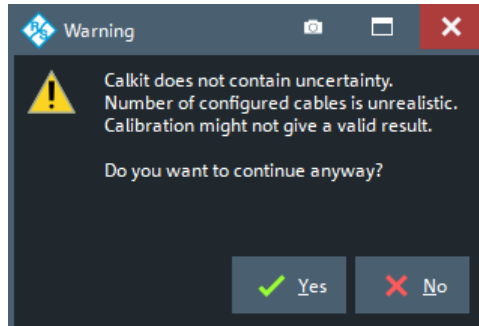 R&S Warning
Calkit does not contain uncertainty.
Number of configured cables is unrealistic.
Calibration might not give a valid result.
Do you want to continue anyway?
Yes
No